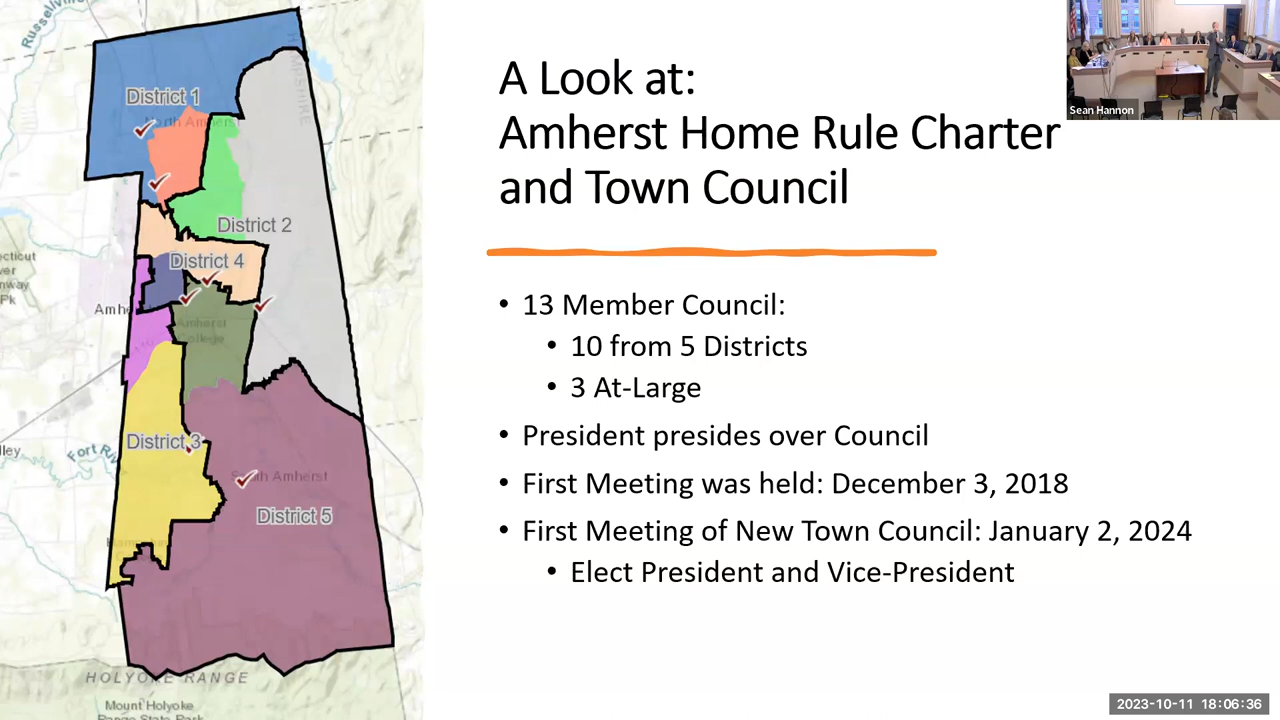 A Look at:
Amherst Home Rule Charter
and Town Council
• 13 Member Council:
• 10 from 5 Districts
• 3 At-Large
• President presides over Council
• First Meeting was held: December 3, 2018
• First Meeting of New Town Council: January 2, 2024
• Elect President and Vice-President
District 1
District 2
District 4
District 3
South Amherst
District 5
HOLYOKE RANGE
Mount Holyoke
Range State Park
Amherst
College
North Amherst
Sean Hannon
2023-10-11 18:06:36